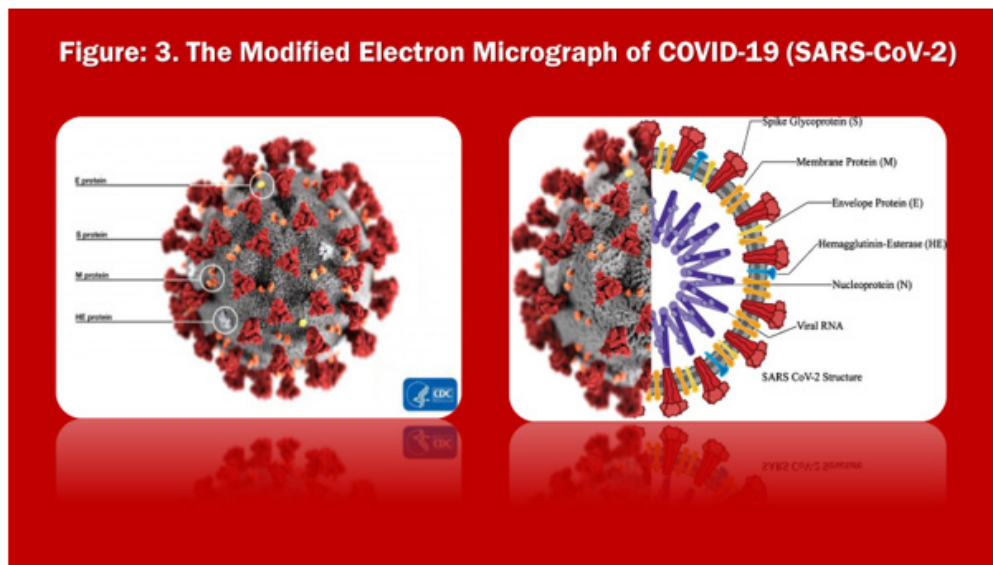 Figure: 3. The Modified Electron Micrograph of COVID-19 (SARS-CoV-2)
E protein
S protein
M protein
HE protein
CDC
Spike Glycoprotein (S)
Membrane Protein (M)
Envelope Protein (E)
Hemagglutinin-Esterase (HE)
Nucleoprotein (N)
Viral RNA
SARS CoV-2 Structure